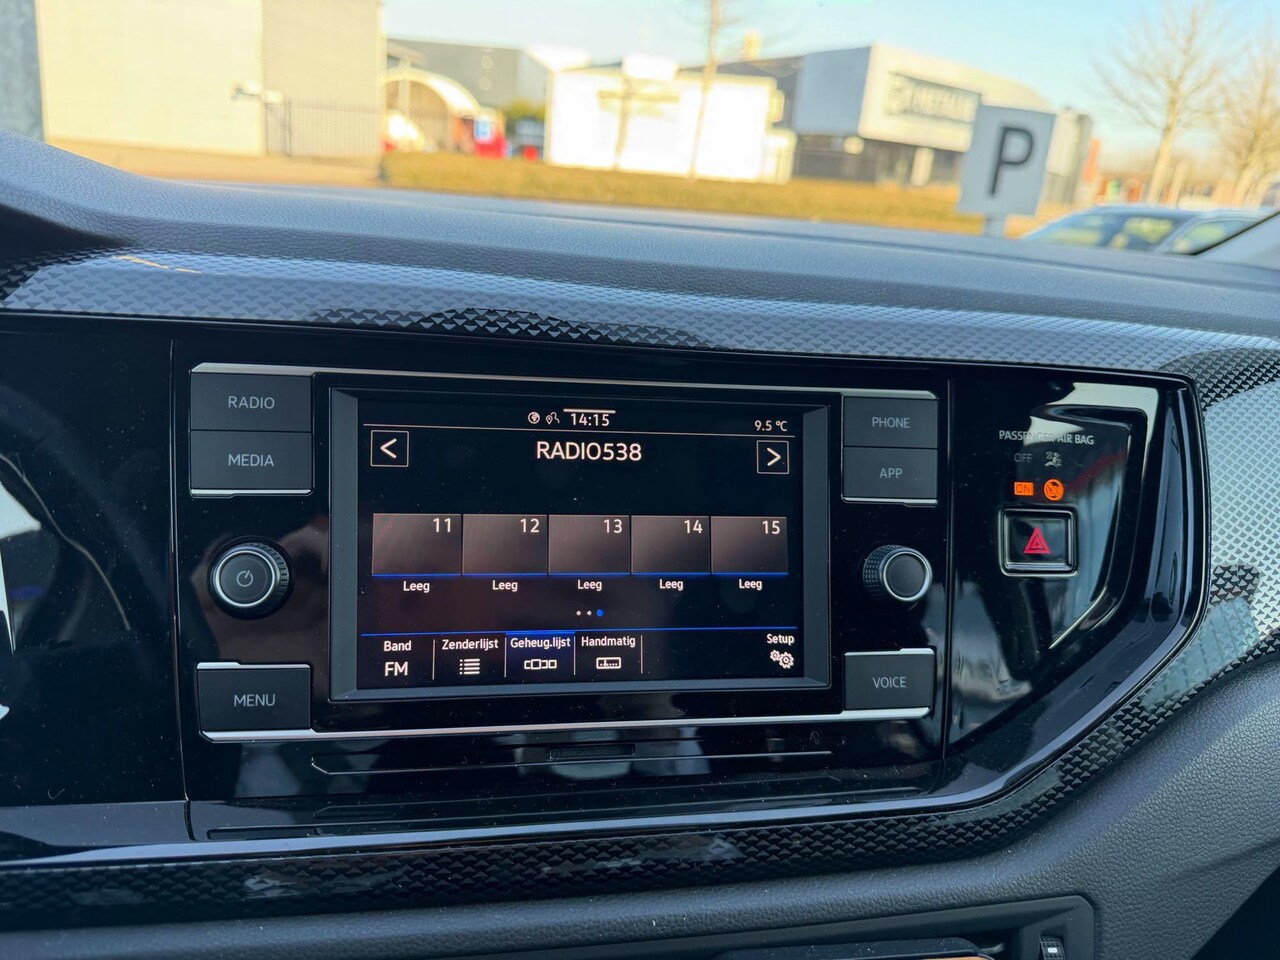 P
RADIO
MEDIA
MENU
14:15
9.5 °C
<
RADIO538
>
11 12 13 14 15
Leeg Leeg Leeg Leeg Leeg
Band Zenderlijst Geheug.lijst Handmatig Setup
FM
PHONE
APP
VOICE
PASSENGER AIR BAG
OFF
ON